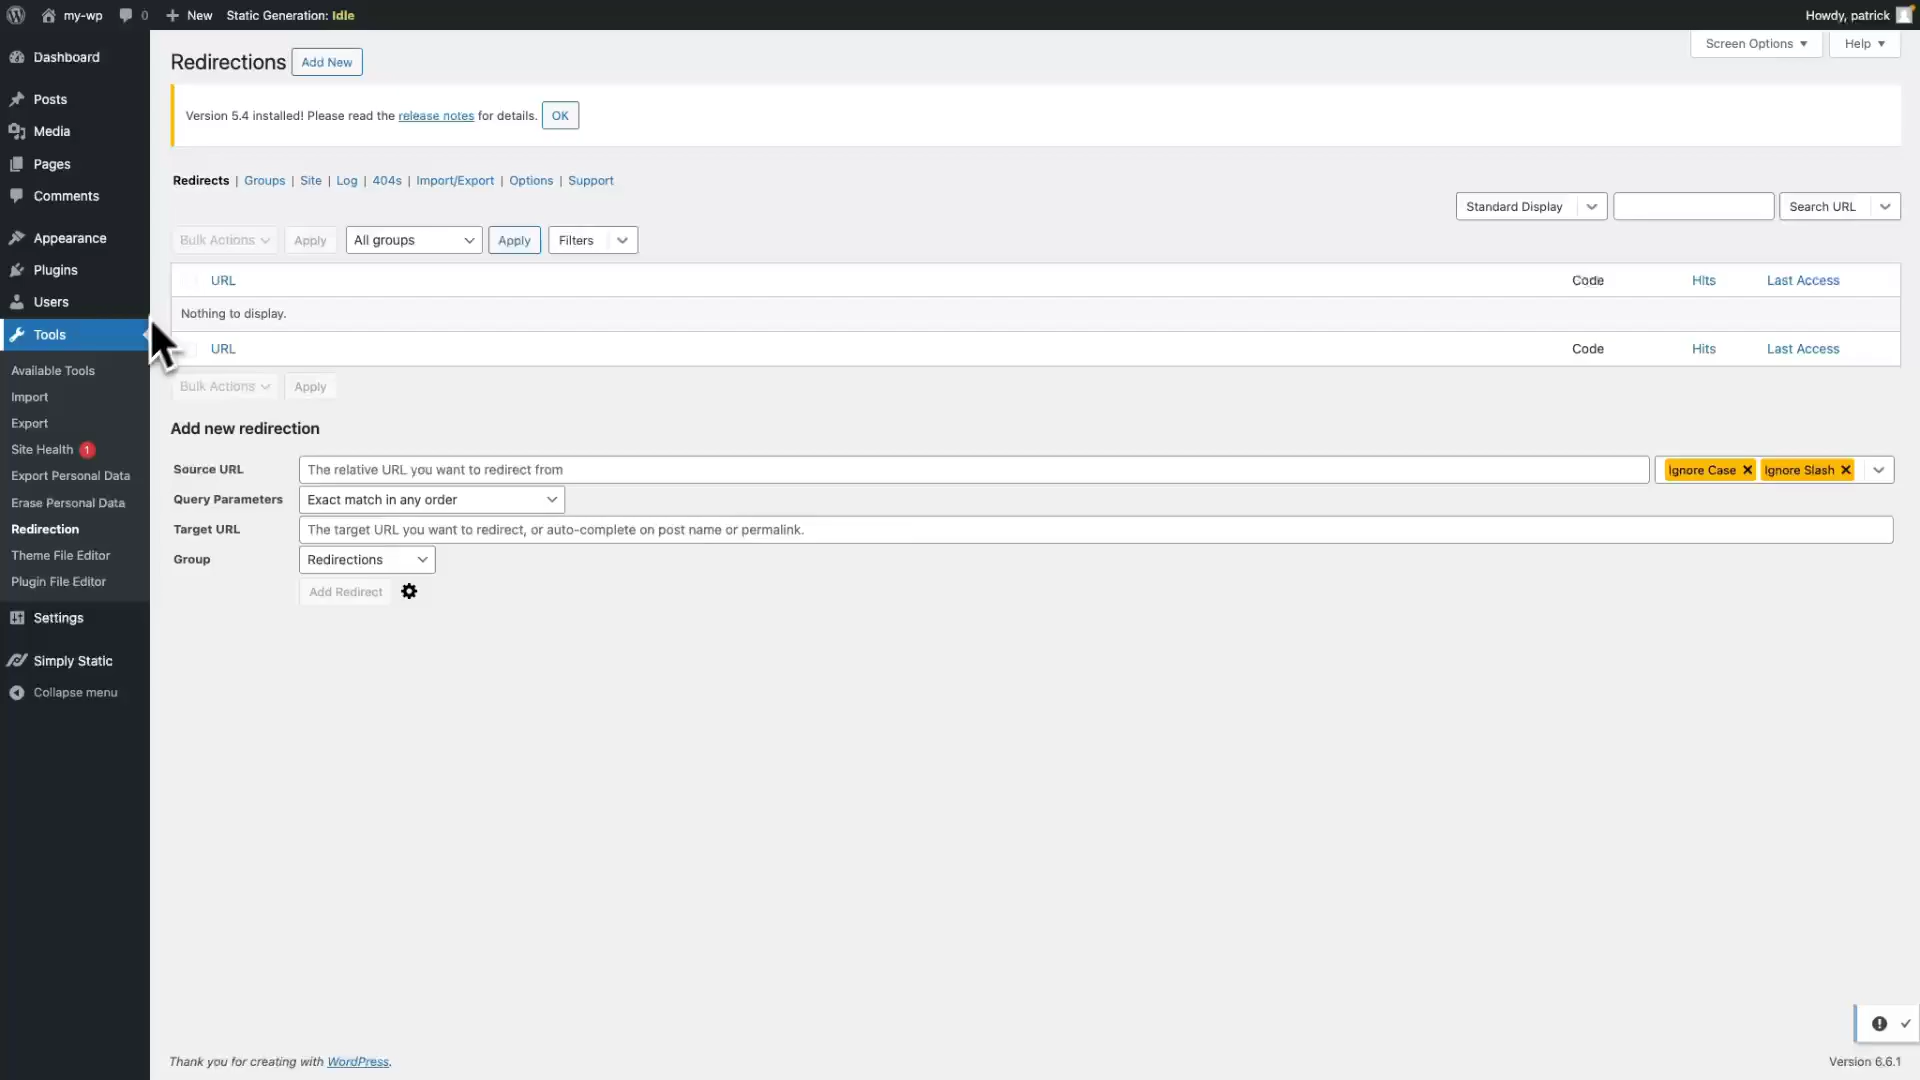 my-wp 0 New Static Generation: Idle Howdy, patrick
Dashboard
Posts
Media
Pages
Comments
Appearance
Plugins
Users
Tools
Available Tools
Import
Export
Site Health 1
Export Personal Data
Erase Personal Data
Redirection
Theme File Editor
Plugin File Editor
Settings
Simply Static
Collapse menu
Screen Options Help
Redirections Add New
Version 5.4 installed! Please read the release notes for details. OK
Redirects | Groups | Site | Log | 404s | Import/Export | Options | Support
Standard Display Search URL
Bulk Actions Apply All groups Apply Filters
URL Code Hits Last Access
Nothing to display.
URL Code Hits Last Access
Bulk Actions Apply
Add new redirection
Source URL The relative URL you want to redirect from Ignore Case Ignore Slash
Query Parameters Exact match in any order
Target URL The target URL you want to redirect, or auto-complete on post name or permalink.
Group Redirections
Add Redirect
Thank you for creating with WordPress. Version 6.6.1